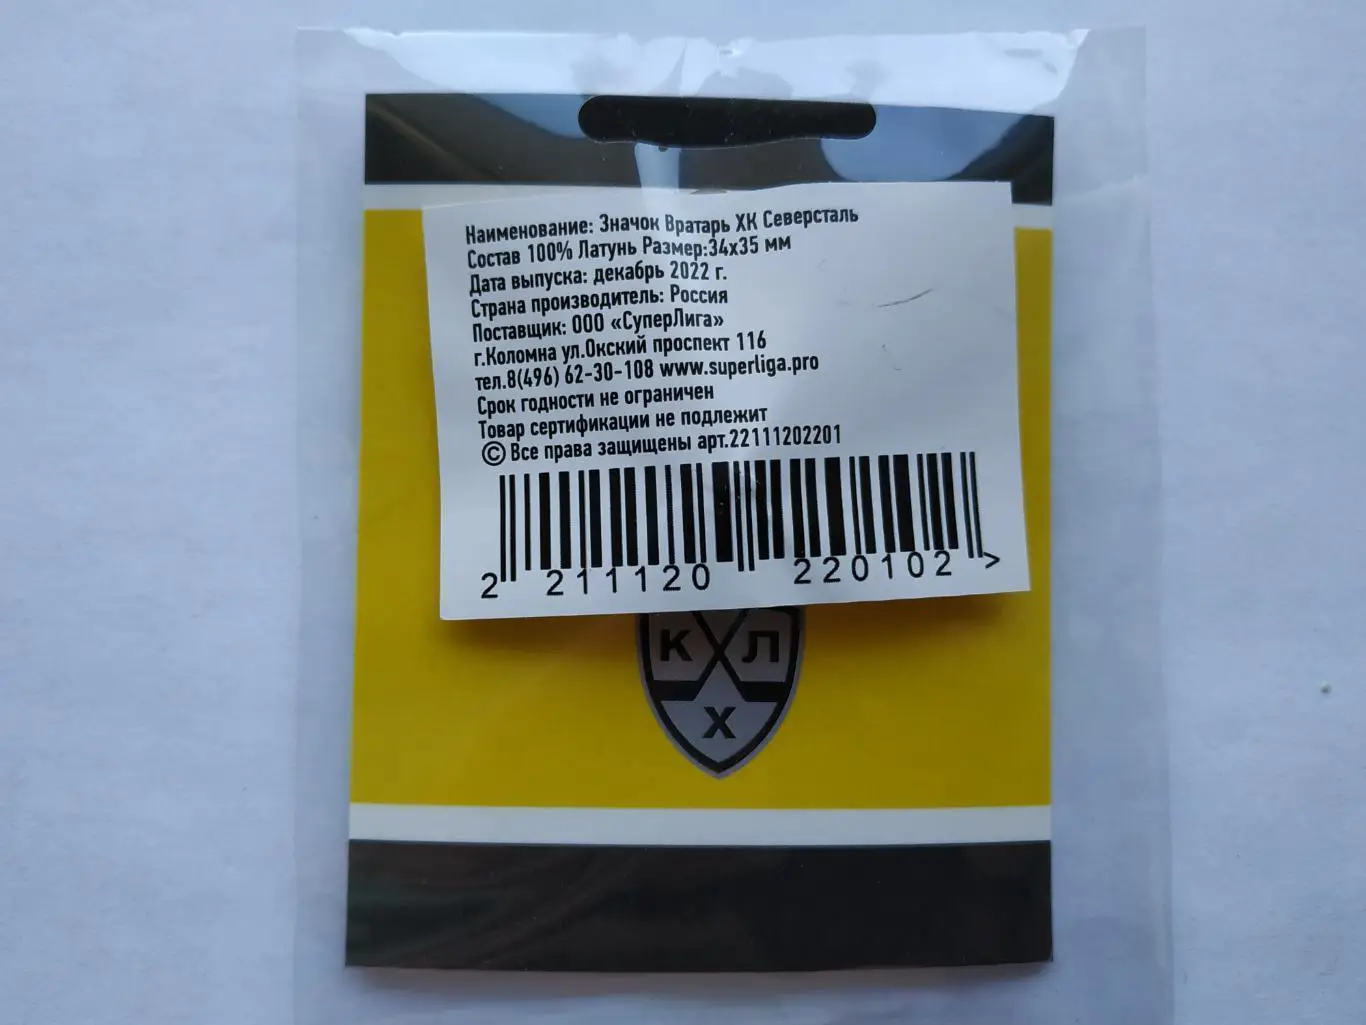 Наименование: Значок Вратарь ХК Северсталь
Состав 100% Латунь Размер:34х35 мм
Дата выпуска: декабрь 2022 г.
Страна производитель: Россия
Поставщик: ООО «СуперЛига»
г.Коломна ул.Окский проспект 116
тел.8(496) 62-30-108 www.superliga.pro
Срок годности не ограничен
Товар сертификации не подлежит
© Все права защищены арт.22111202201
2 211120 220102 >
К Л
Х